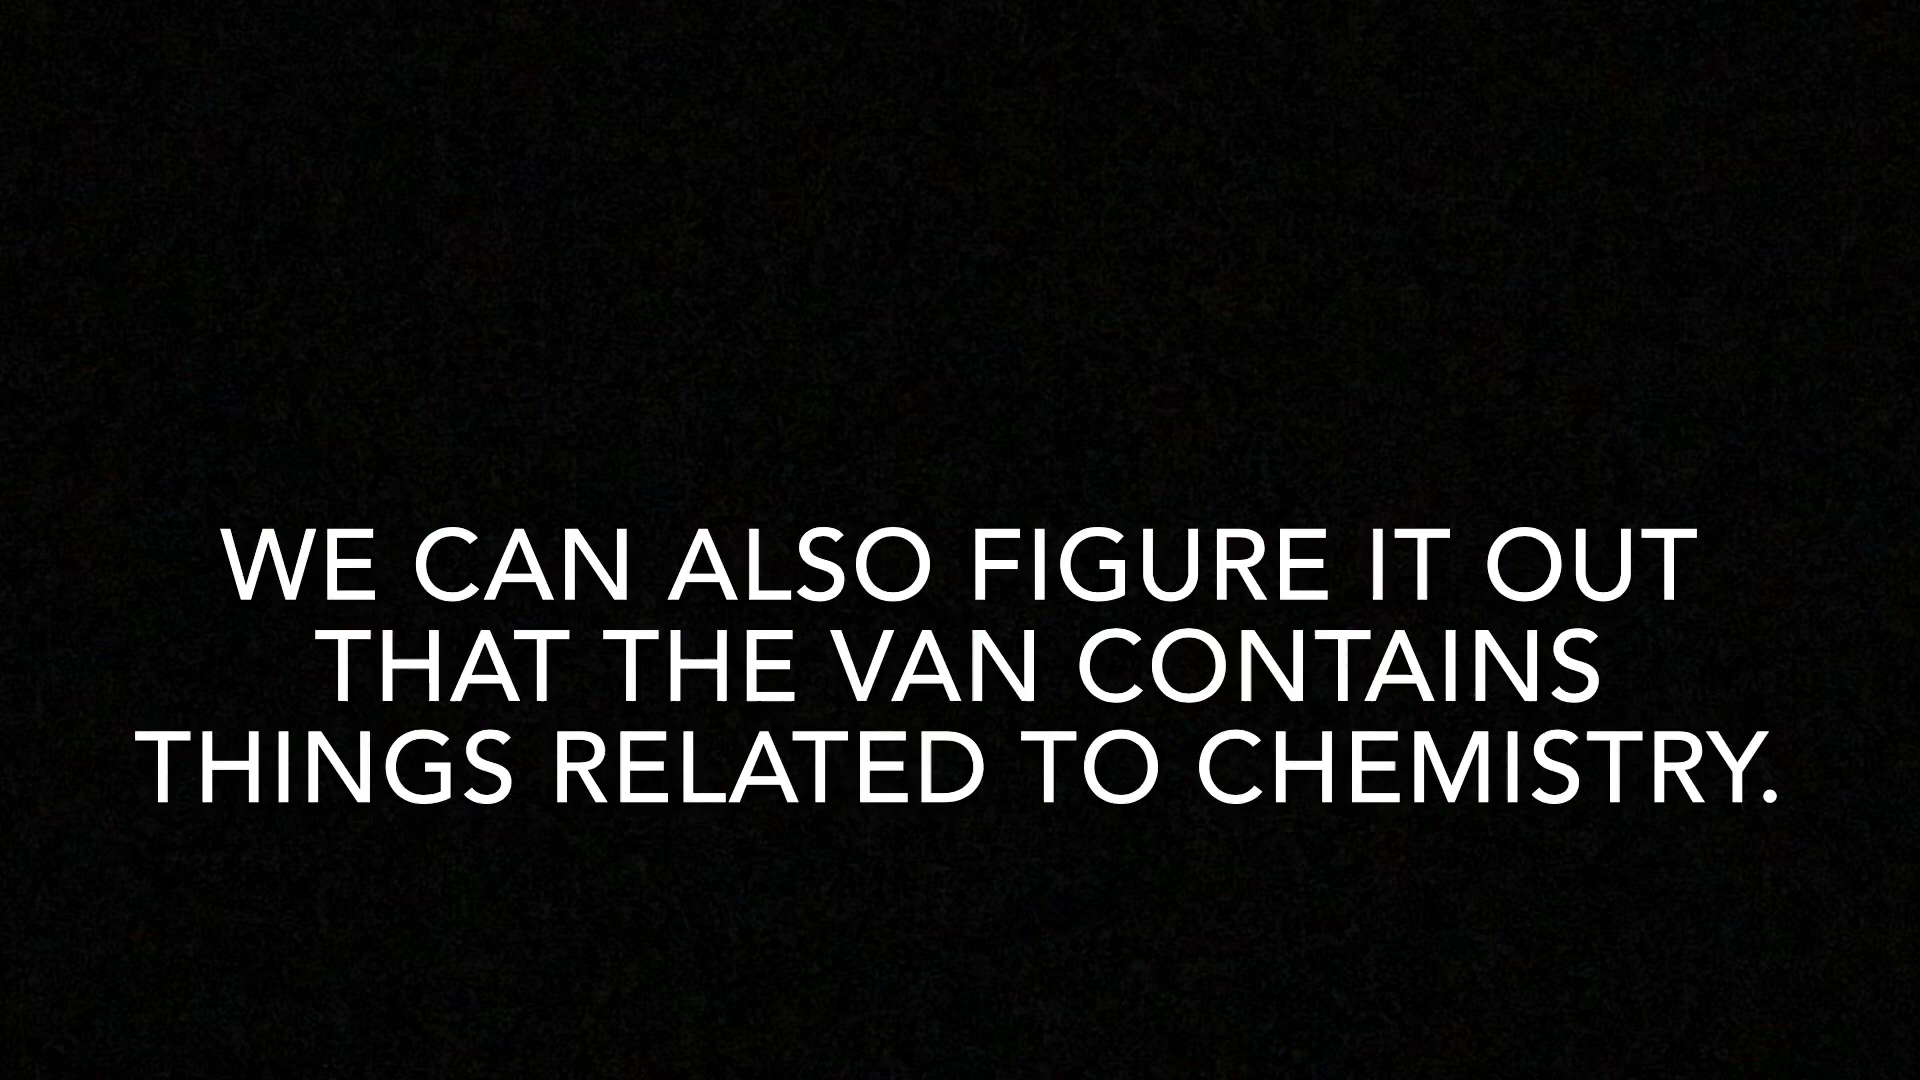 WE CAN ALSO FIGURE IT OUT
THAT THE VAN CONTAINS
THINGS RELATED TO CHEMISTRY.